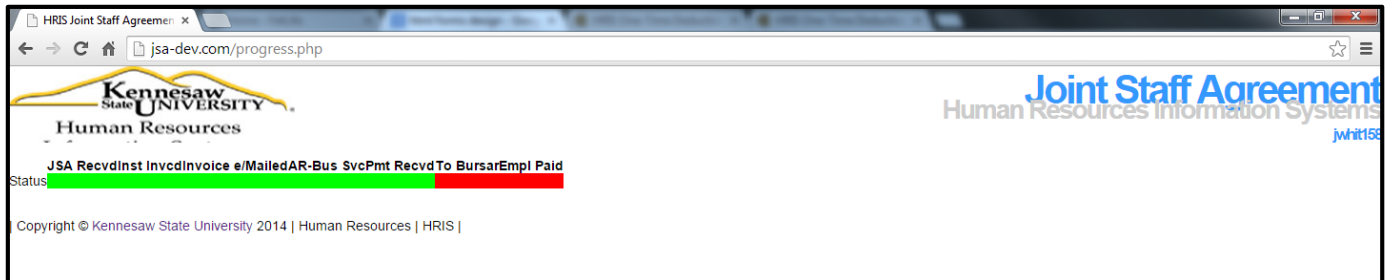 HRIS Joint Staff Agreemen
jsa-dev.com/progress.php
Kennesaw
State UNIVERSITY
Human Resources
Joint Staff Agreement
Human Resources Information Systems
jwhit158
JSA RecvdInst InvcdInvoice e/MailedAR-Bus SvcPmt RecvdTo BursarEmpl Paid
Status
| Copyright © Kennesaw State University 2014 | Human Resources | HRIS |